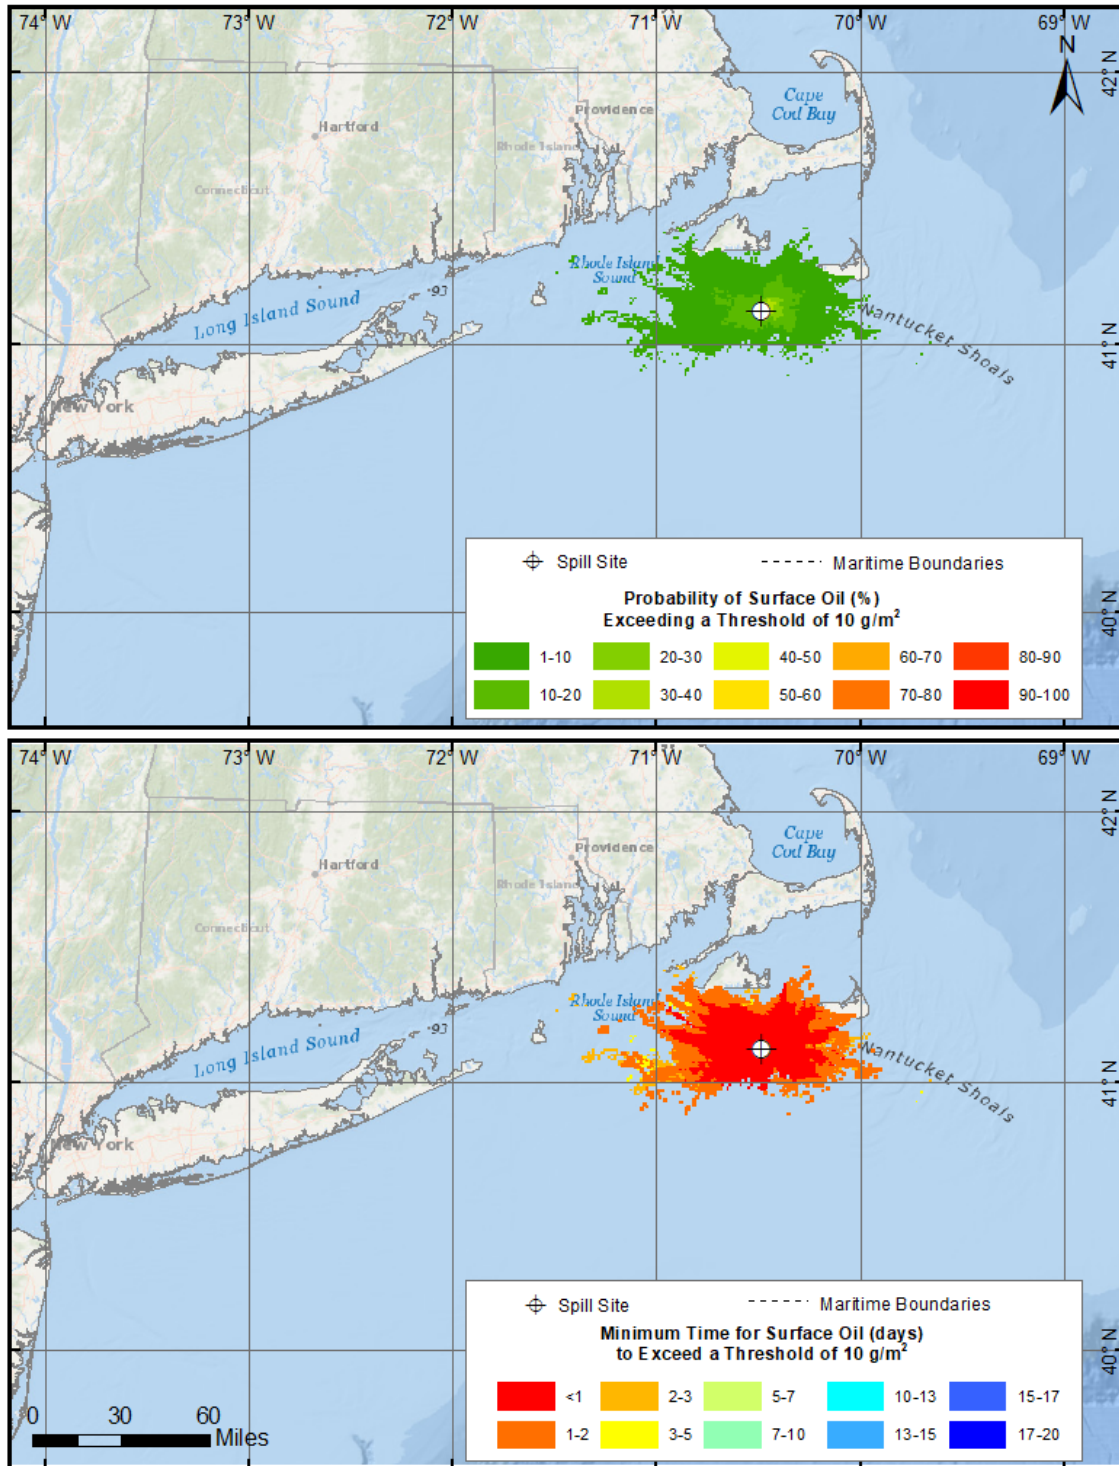 74° W 73° W 72° W 71° W 70° W 69° W
N
42° N
Cape
Cod Bay
Providence
Hartford
Rhode Island
Connecticut
Rhode Island
Sound
93
Long Island Sound
Nantucket Shoals
41° N
New York
Spill Site
Maritime Boundaries
Probability of Surface Oil (%)
Exceeding a Threshold of 10 g/m²
1-10 20-30 40-50 60-70 80-90
10-20 30-40 50-60 70-80 90-100
40° N
74° W 73° W 72° W 71° W 70° W 69° W
42° N
Cape
Cod Bay
Providence
Hartford
Rhode Island
Connecticut
Rhode Island
Sound
93
Long Island Sound
Nantucket Shoals
41° N
New York
Spill Site
Maritime Boundaries
Minimum Time for Surface Oil (days)
to Exceed a Threshold of 10 g/m²
<1 2-3 5-7 10-13 15-17
1-2 3-5 7-10 13-15 17-20
40° N
0 30 60
Miles